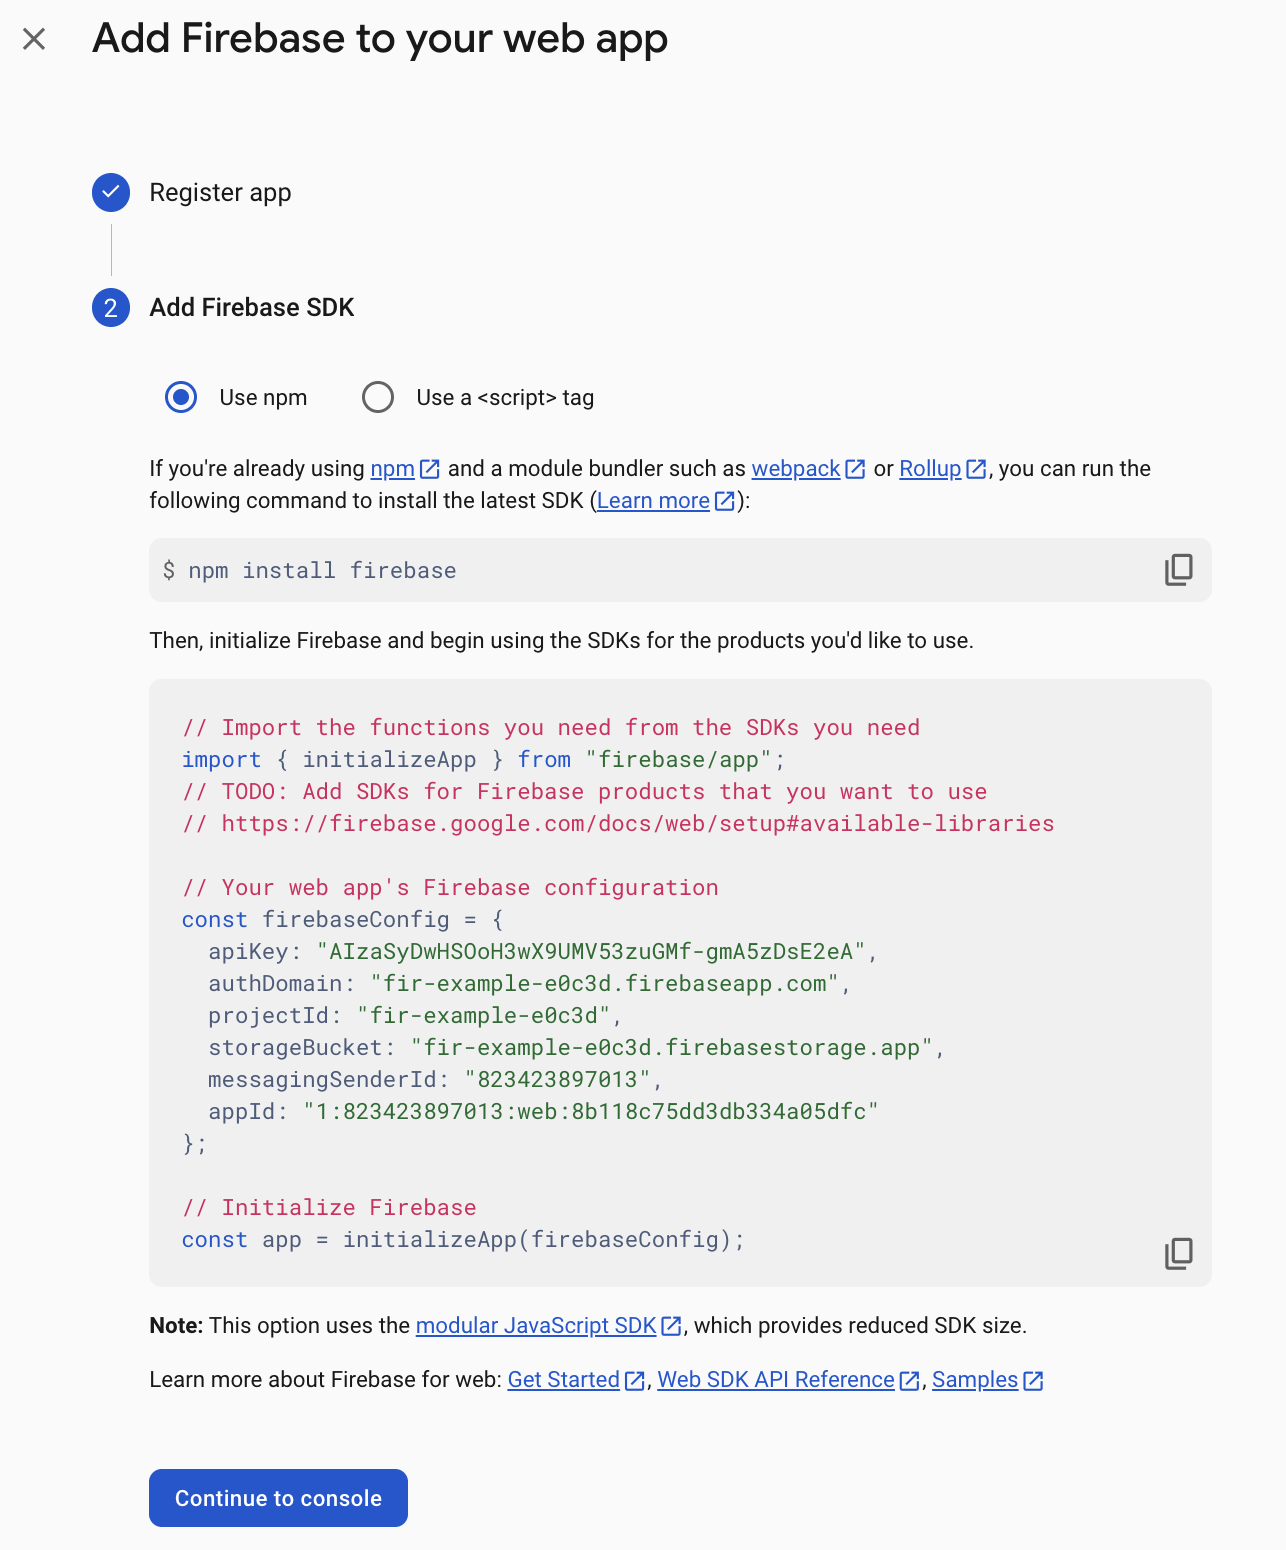 Add Firebase to your web app
Register app
2 Add Firebase SDK
Use npm Use a <script> tag
If you're already using npm and a module bundler such as webpack or Rollup, you can run the
following command to install the latest SDK (Learn more):
$ npm install firebase
Then, initialize Firebase and begin using the SDKs for the products you'd like to use.
// Import the functions you need from the SDKs you need
import { initializeApp } from "firebase/app";
// TODO: Add SDKs for Firebase products that you want to use
// https://firebase.google.com/docs/web/setup#available-libraries
// Your web app's Firebase configuration
const firebaseConfig = {
apiKey: "AIzaSyDwHSOoH3wX9UMV53zuGMf-gmA5zDsE2eA",
authDomain: "fir-example-e0c3d.firebaseapp.com",
projectId: "fir-example-e0c3d",
storageBucket: "fir-example-e0c3d.firebasestorage.app",
messagingSenderId: "823423897013",
appId: "1:823423897013:web:8b118c75dd3db334a05dfc"
};
// Initialize Firebase
const app = initializeApp(firebaseConfig);
Note: This option uses the modular JavaScript SDK, which provides reduced SDK size.
Learn more about Firebase for web: Get Started, Web SDK API Reference, Samples
Continue to console